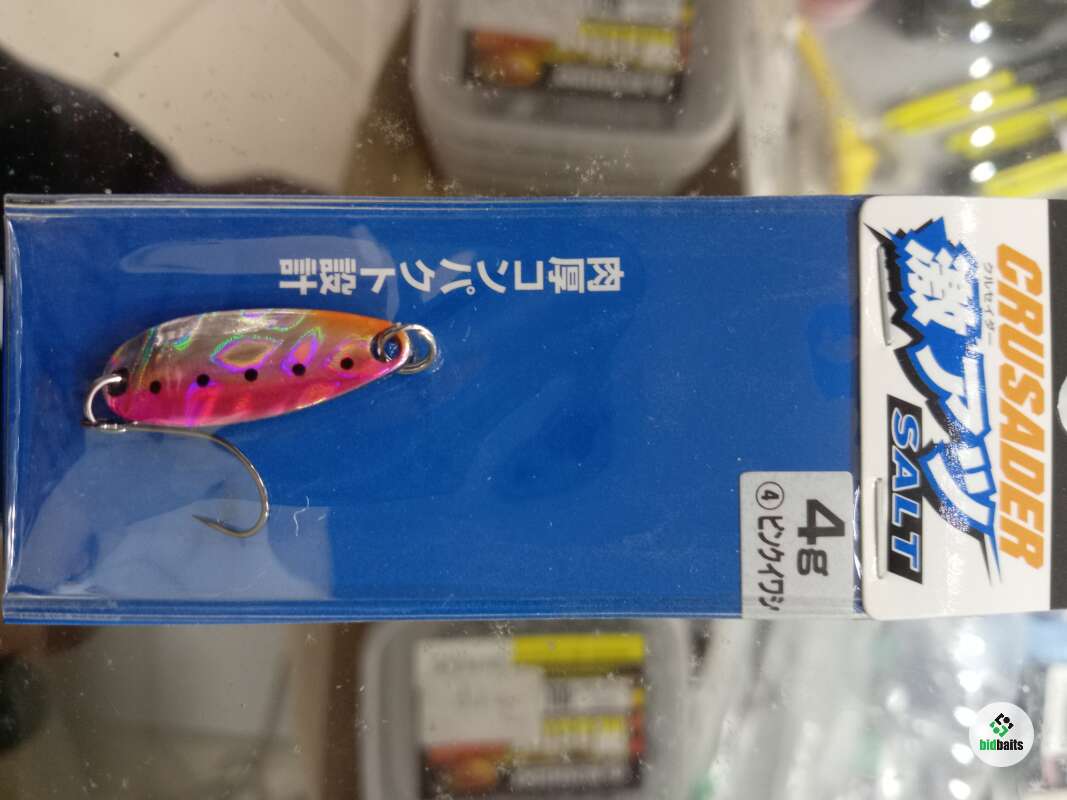 CRUSADER
クルセイダー
激アツ
SALT
4g
④ピンクイワシ
肉厚コンパクト設計
bidbaits